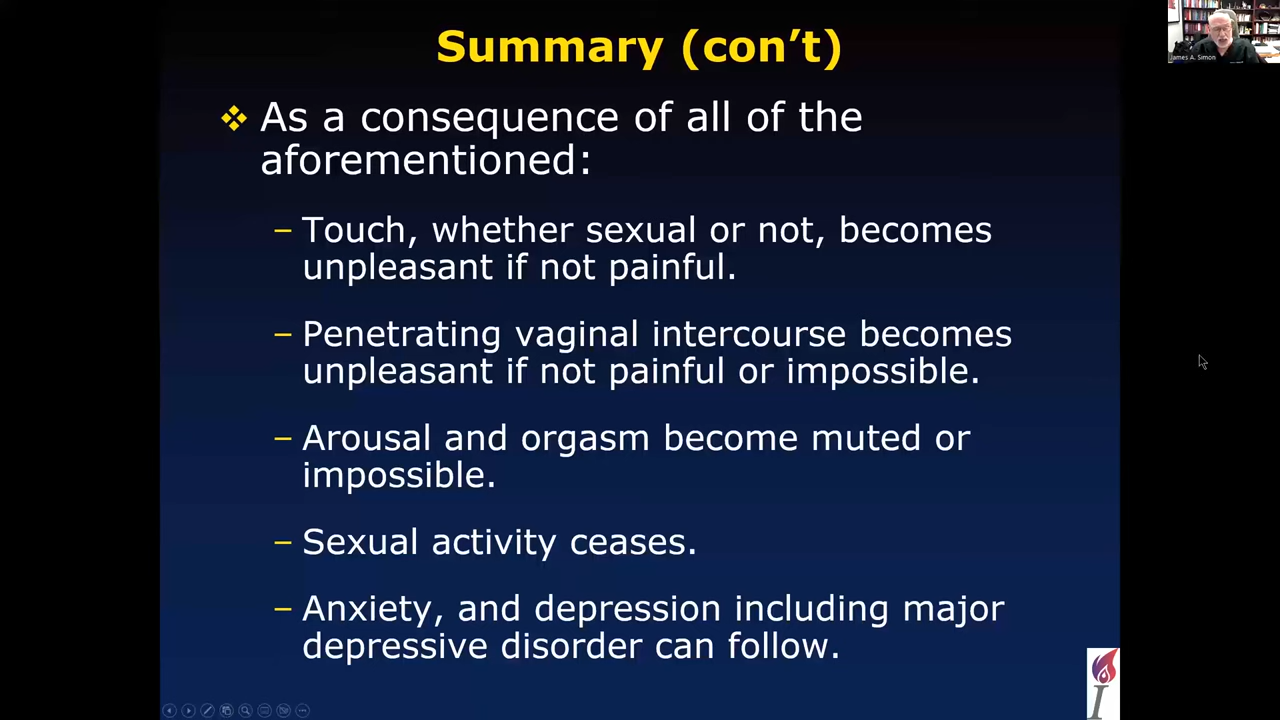 Summary (con't)
James A. Simon
❖ As a consequence of all of the
aforementioned:
– Touch, whether sexual or not, becomes
unpleasant if not painful.
– Penetrating vaginal intercourse becomes
unpleasant if not painful or impossible.
– Arousal and orgasm become muted or
impossible.
– Sexual activity ceases.
– Anxiety, and depression including major
depressive disorder can follow.
I